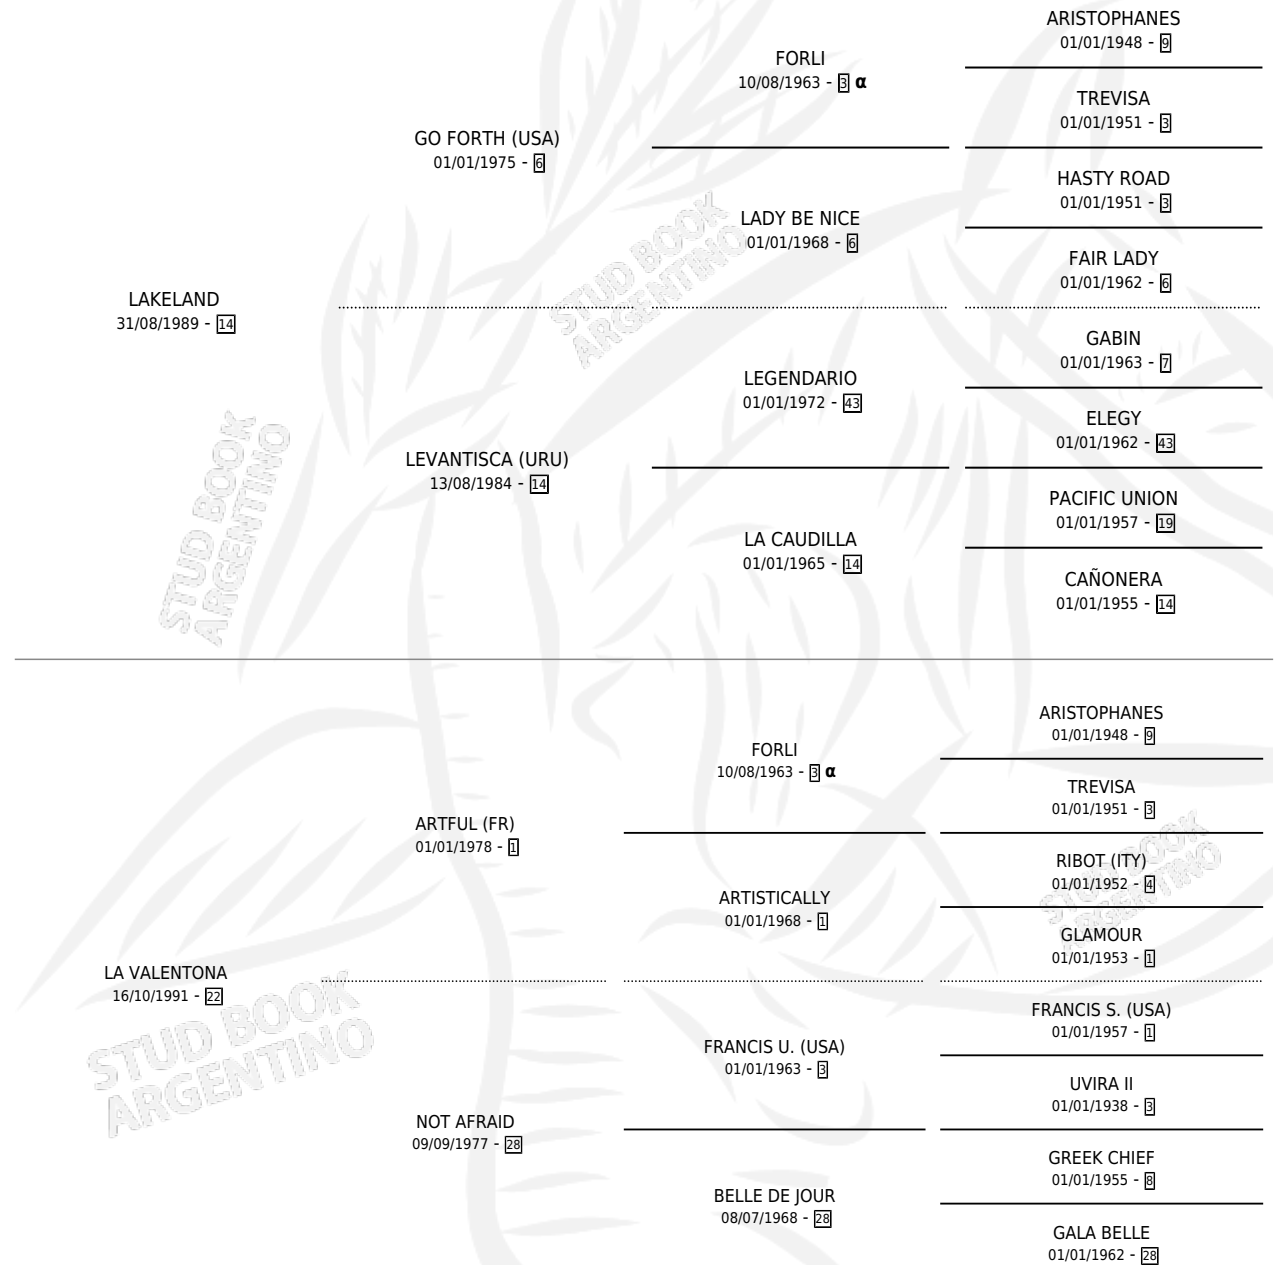 ARISTOPHANES
01/01/1948 - 9
FORLI
10/08/1963 - 3 α
TREVISA
01/01/1951 - 3
GO FORTH (USA)
01/01/1975 - 6
HASTY ROAD
01/01/1951 - 3
LADY BE NICE
01/01/1968 - 6
FAIR LADY
01/01/1962 - 6
STUD BOOK
ARGENTINO
LAKELAND
31/08/1989 - 14
GABIN
01/01/1963 - 7
LEGENDARIO
01/01/1972 - 43
ELEGY
01/01/1962 - 43
LEVANTISCA (URU)
13/08/1984 - 14
PACIFIC UNION
01/01/1957 - 19
LA CAUDILLA
01/01/1965 - 14
CAÑONERA
01/01/1955 - 14
STUD BOOK
ARGENTINO
ARISTOPHANES
01/01/1948 - 9
FORLI
10/08/1963 - 3 α
TREVISA
01/01/1951 - 3
ARTFUL (FR)
01/01/1978 - 1
RIBOT (ITY)
01/01/1952 - 4
ARTISTICALLY
01/01/1968 - 1
GLAMOUR
01/01/1953 - 1
STUD BOOK
ARGENTINO
LA VALENTONA
16/10/1991 - 22
FRANCIS S. (USA)
01/01/1957 - 1
FRANCIS U. (USA)
01/01/1963 - 3
UVIRA II
01/01/1938 - 3
NOT AFRAID
09/09/1977 - 28
GREEK CHIEF
01/01/1955 - 8
BELLE DE JOUR
08/07/1968 - 28
GALA BELLE
01/01/1962 - 28
STUD BOOK
ARGENTINO